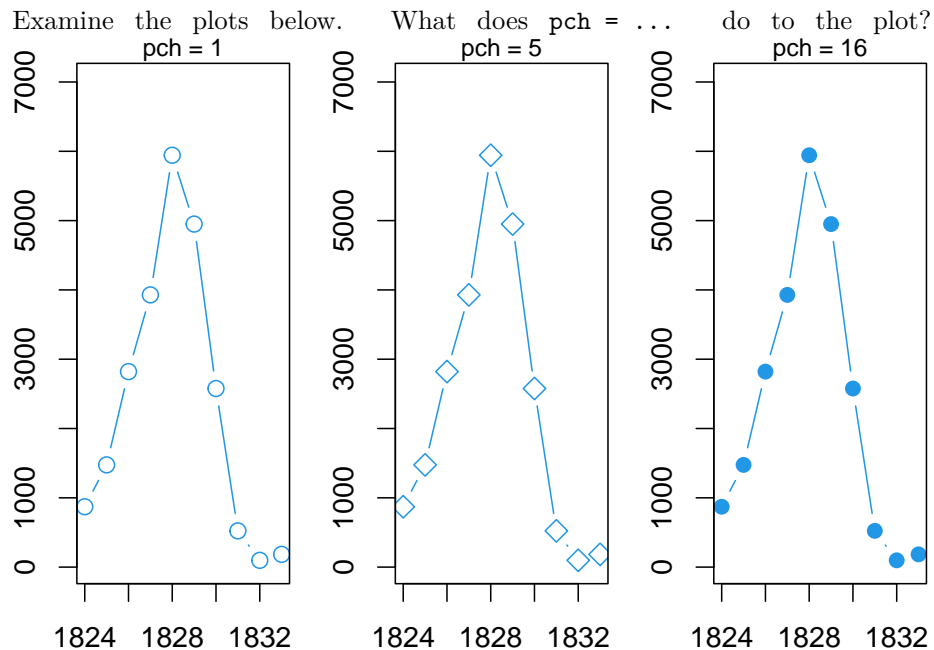 Examine the plots below. What does pch = ... do to the plot?
pch = 1 pch = 5 pch = 16
7000 7000 7000
5000 5000 5000
3000 3000 3000
1000 1000 1000
0 0 0
1824 1828 1832 1824 1828 1832 1824 1828 1832